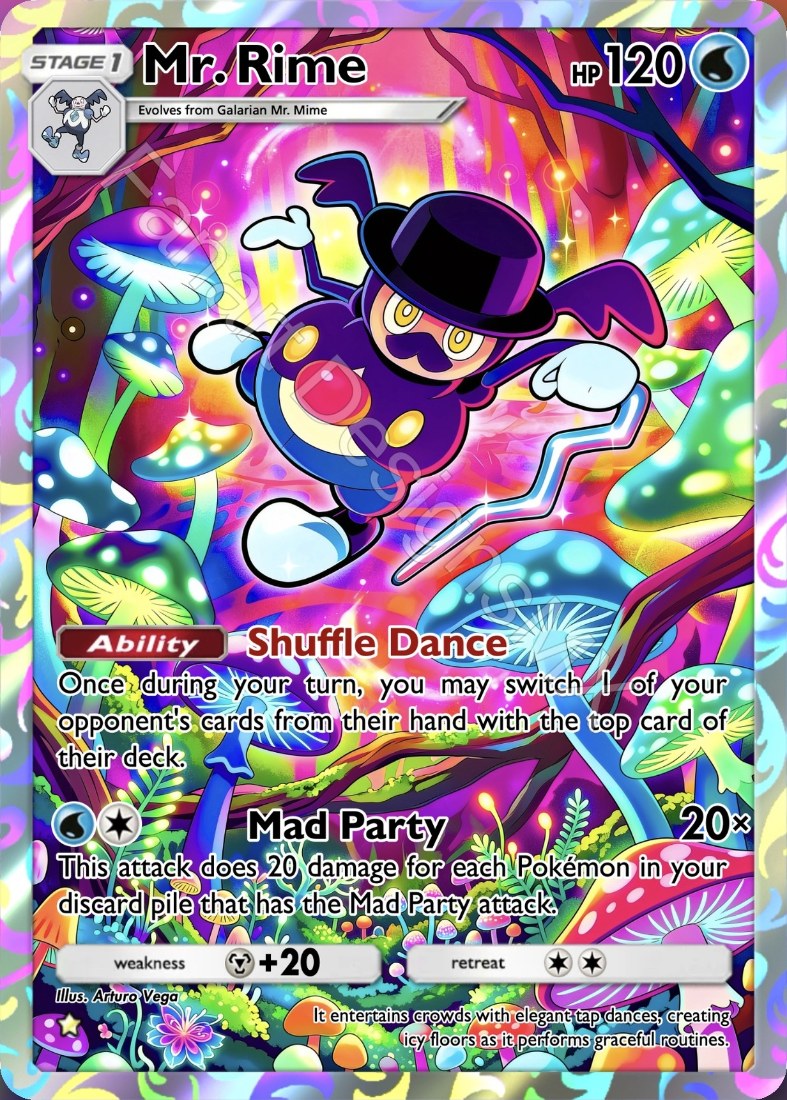 STAGE 1
Mr. Rime
HP 120
Evolves from Galarian Mr. Mime
Fanart Designs
Ability Shuffle Dance
Once during your turn, you may switch 1 of your
opponent's cards from their hand with the top card of
their deck.
Mad Party 20×
This attack does 20 damage for each Pokémon in your
discard pile that has the Mad Party attack.
weakness +20 retreat
Illus. Arturo Vega
It entertains crowds with elegant tap dances, creating
icy floors as it performs graceful routines.